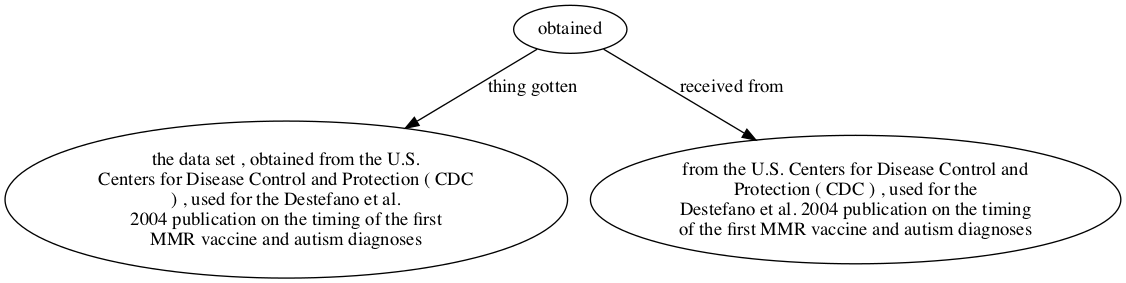 obtained
thing gotten
received from
the data set , obtained from the U.S.
Centers for Disease Control and Protection ( CDC
) , used for the Destefano et al.
2004 publication on the timing of the first
MMR vaccine and autism diagnoses
from the U.S. Centers for Disease Control and
Protection ( CDC ) , used for the
Destefano et al. 2004 publication on the timing
of the first MMR vaccine and autism diagnoses